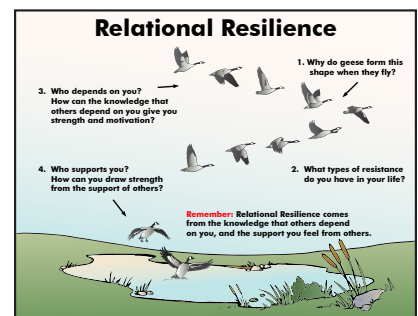 Relational Resilience
1. Why do geese form this
shape when they fly?
3. Who depends on you?
How can the knowledge that
others depend on you give you
strength and motivation?
4. Who supports you?
How can you draw strength
from the support of others?
2. What types of resistance
do you have in your life?
Remember: Relational Resilience comes
from the knowledge that others depend
on you, and the support you feel from others.